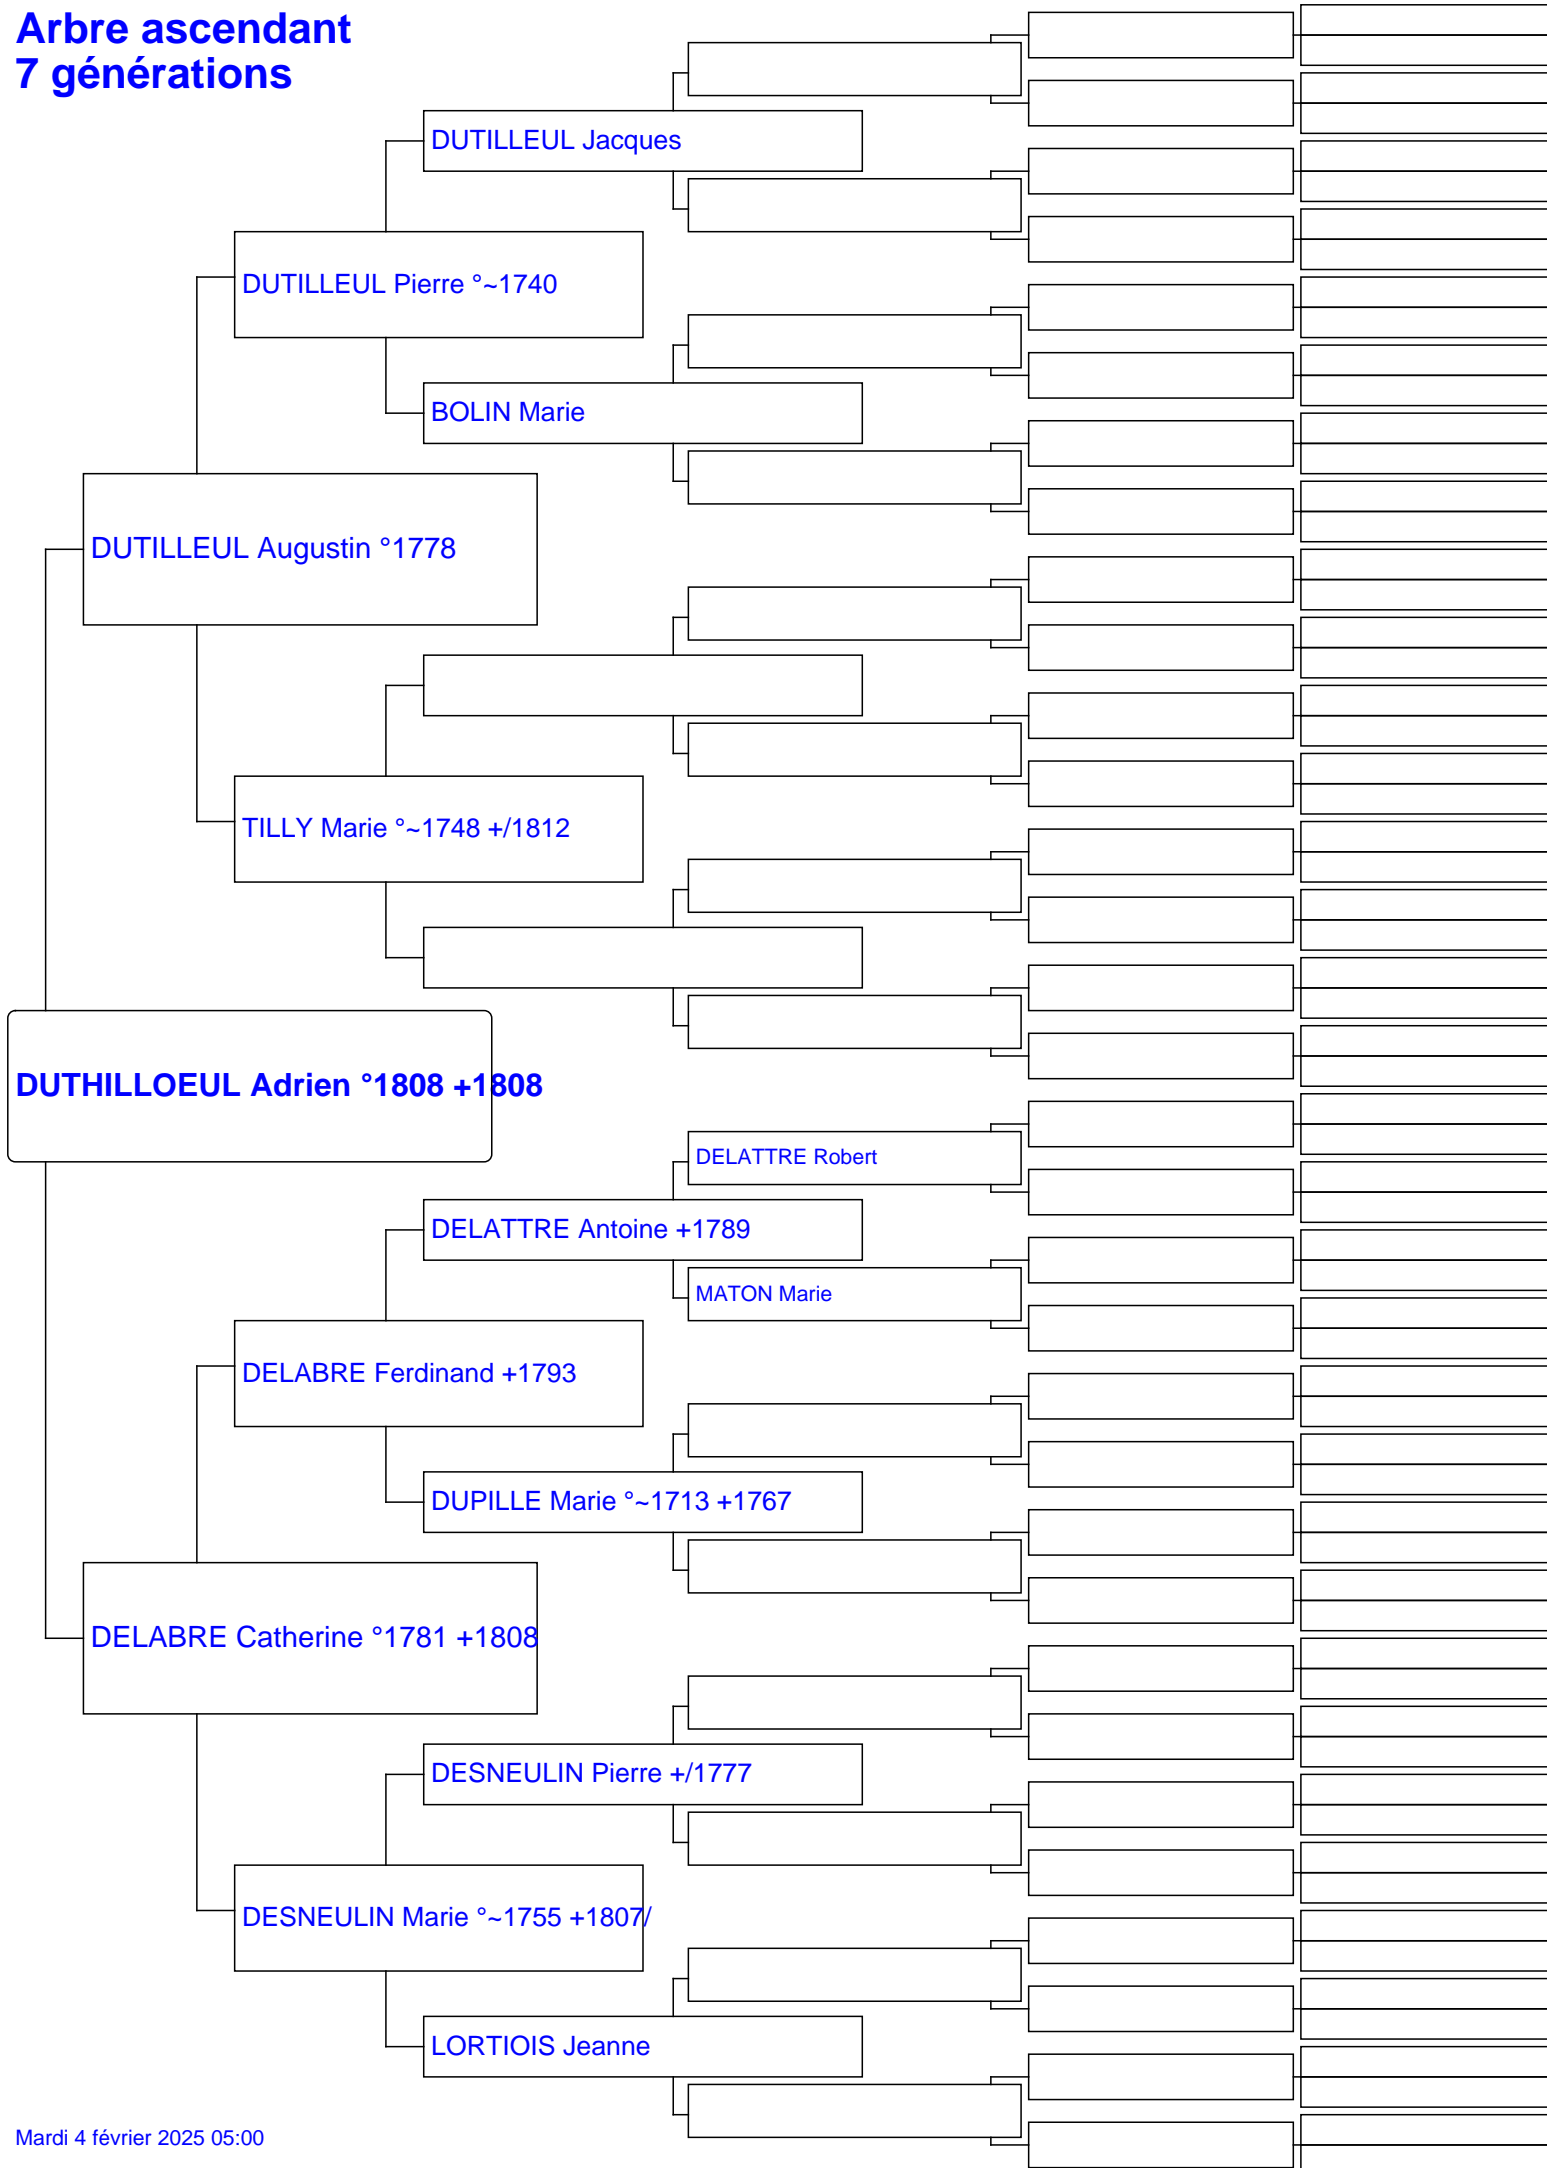 Arbre ascendant
7 générations
DUTILLEUL Jacques
DUTILLEUL Pierre °~1740
BOLIN Marie
DUTILLEUL Augustin °1778
TILLY Marie °~1748 +/1812
DUTHILLOEUL Adrien °1808 +1808
DELATTRE Robert
DELATTRE Antoine +1789
MATON Marie
DELABRE Ferdinand +1793
DUPILLE Marie °~1713 +1767
DELABRE Catherine °1781 +1808
DESNEULIN Pierre +/1777
DESNEULIN Marie °~1755 +1807/
LORTIOIS Jeanne
Mardi 4 février 2025 05:00